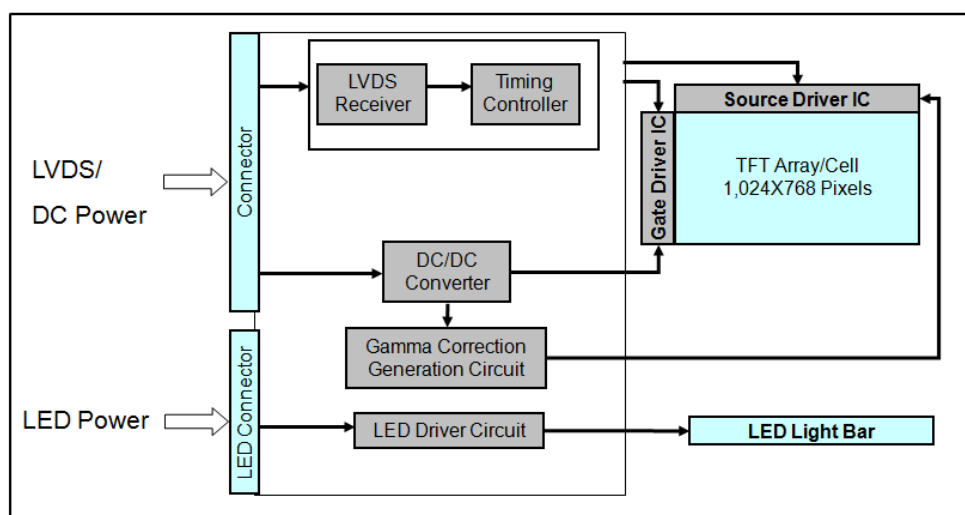 LVDS
Receiver
Timing
Controller
Source Driver IC
Gate Driver IC
TFT Array/Cell
1,024X768 Pixels
LVDS/
DC Power
Connector
DC/DC
Converter
Gamma Correction
Generation Circuit
LED Power
LED Connector
LED Driver Circuit
LED Light Bar